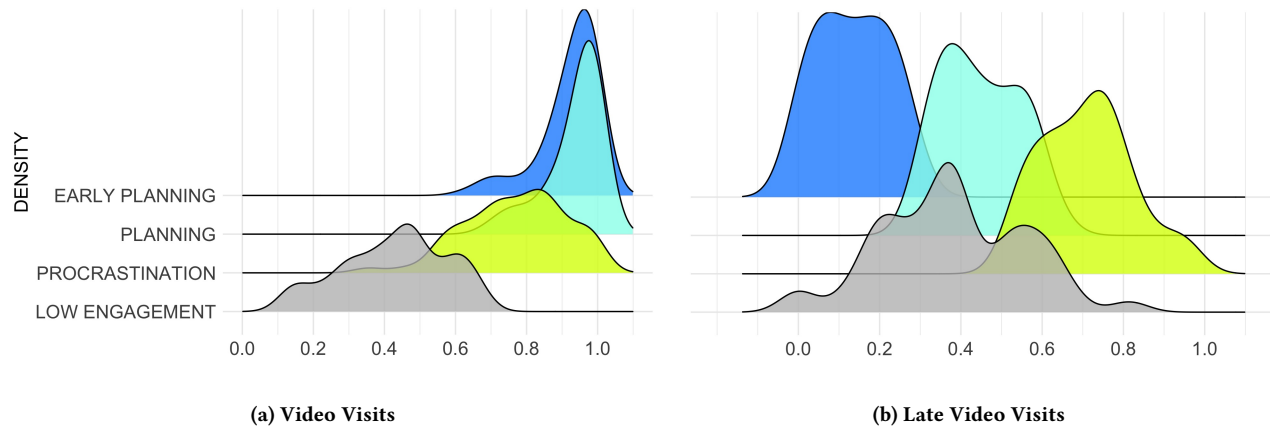 DENSITY
EARLY PLANNING
PLANNING
PROCRASTINATION
LOW ENGAGEMENT
0.0 0.2 0.4 0.6 0.8 1.0
0.0 0.2 0.4 0.6 0.8 1.0
(a) Video Visits
(b) Late Video Visits